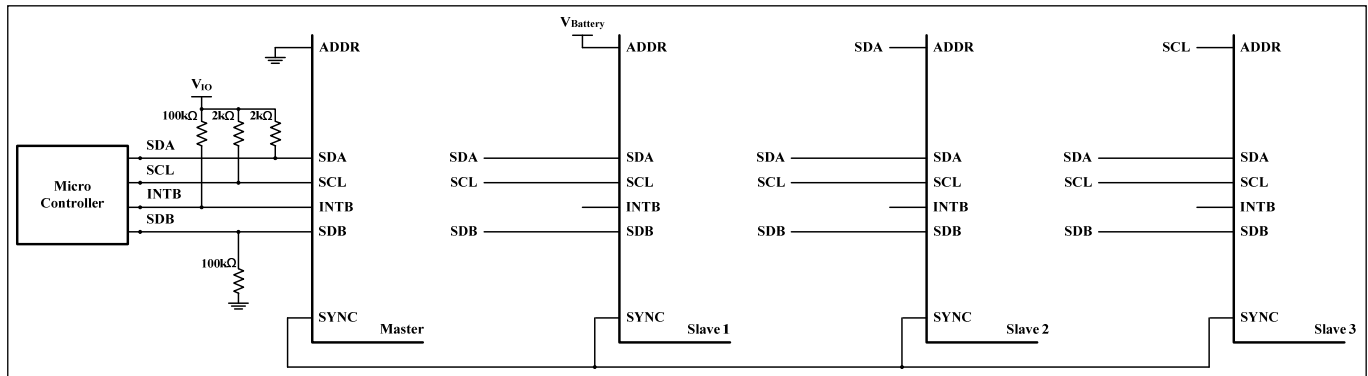 V_Battery
ADDR
ADDR
SDA
ADDR
SCL
ADDR
V_IO
100kΩ
2kΩ
2kΩ
Micro
Controller
SDA
SCL
INTB
SDB
SDA
SCL
INTB
SDB
SDA
SCL
SDB
SDA
SCL
INTB
SDB
SDA
SCL
SDB
SDA
SCL
INTB
SDB
SDA
SCL
SDB
SDA
SCL
INTB
SDB
100kΩ
SYNC
Master
SYNC
Slave 1
SYNC
Slave 2
SYNC
Slave 3